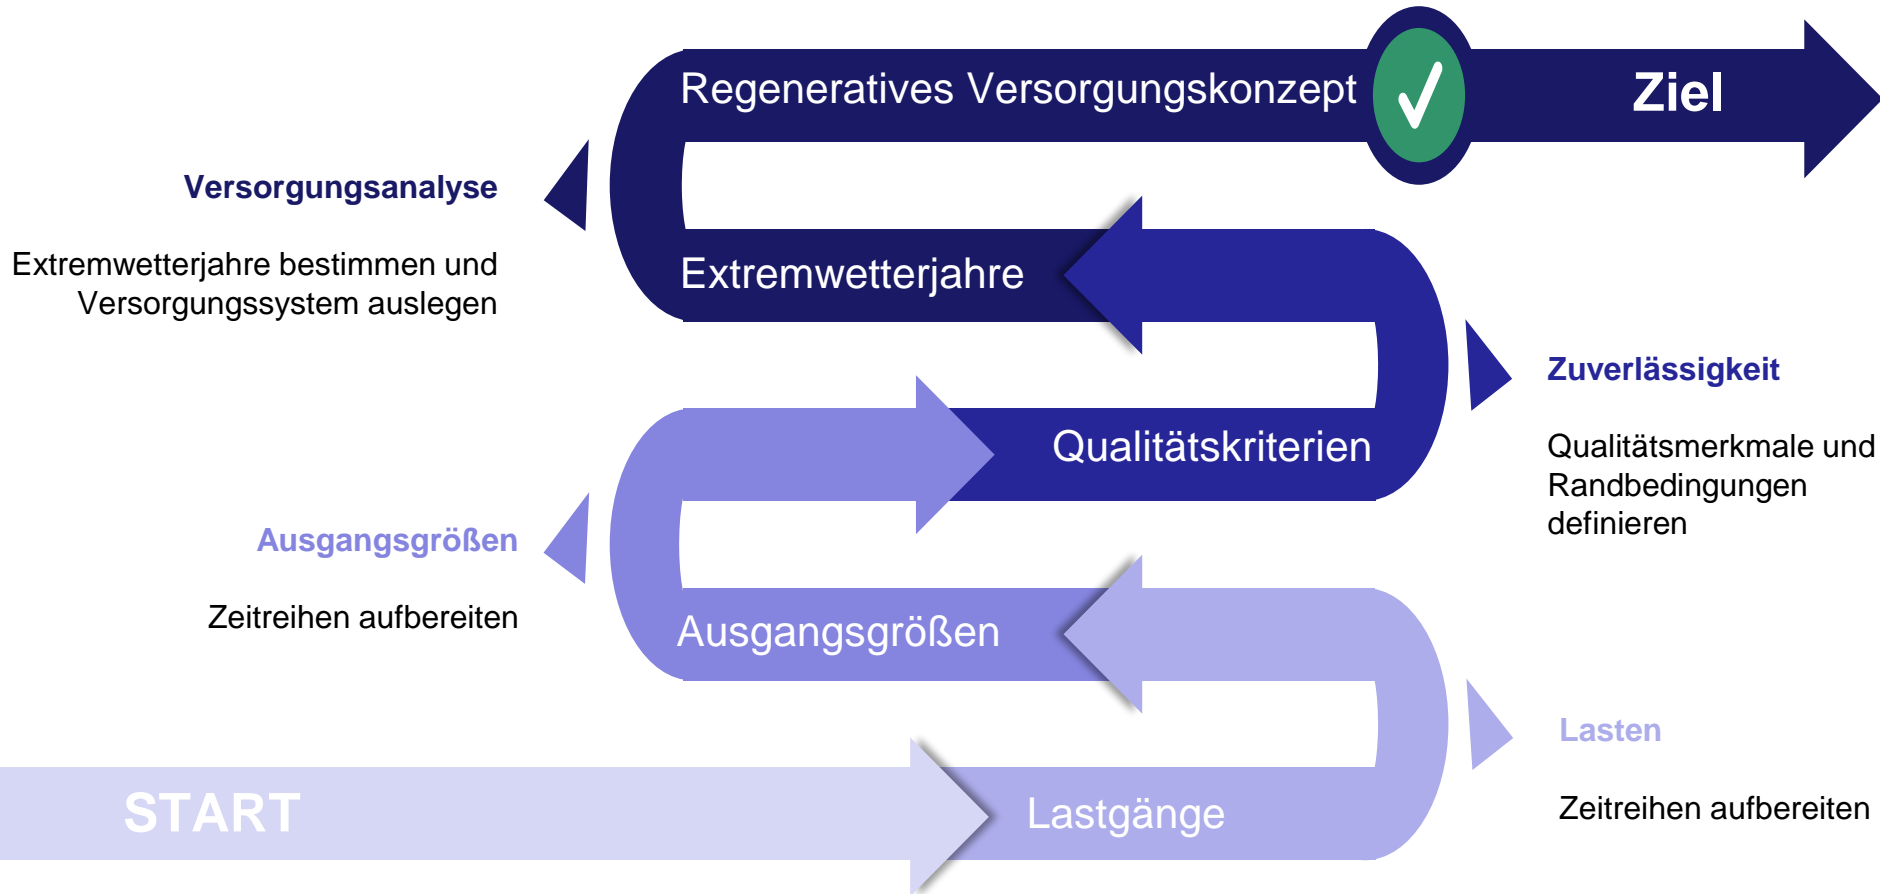 Regeneratives Versorgungskonzept
Ziel
Versorgungsanalyse
Extremwetterjahre bestimmen und
Versorgungssystem auslegen
Extremwetterjahre
Zuverlässigkeit
Qualitätsmerkmale und
Randbedingungen
definieren
Qualitätskriterien
Ausgangsgrößen
Zeitreihen aufbereiten
Ausgangsgrößen
Lasten
Zeitreihen aufbereiten
START
Lastgänge